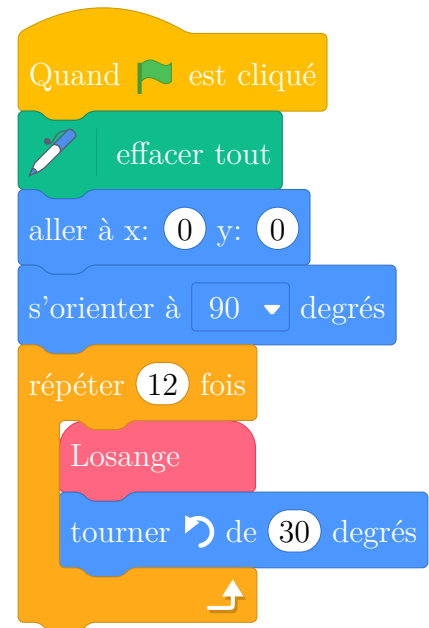 Quand est cliqué
effacer tout
aller à x: 0 y: 0
s'orienter à 90 degrés
répéter 12 fois
Losange
tourner de 30 degrés